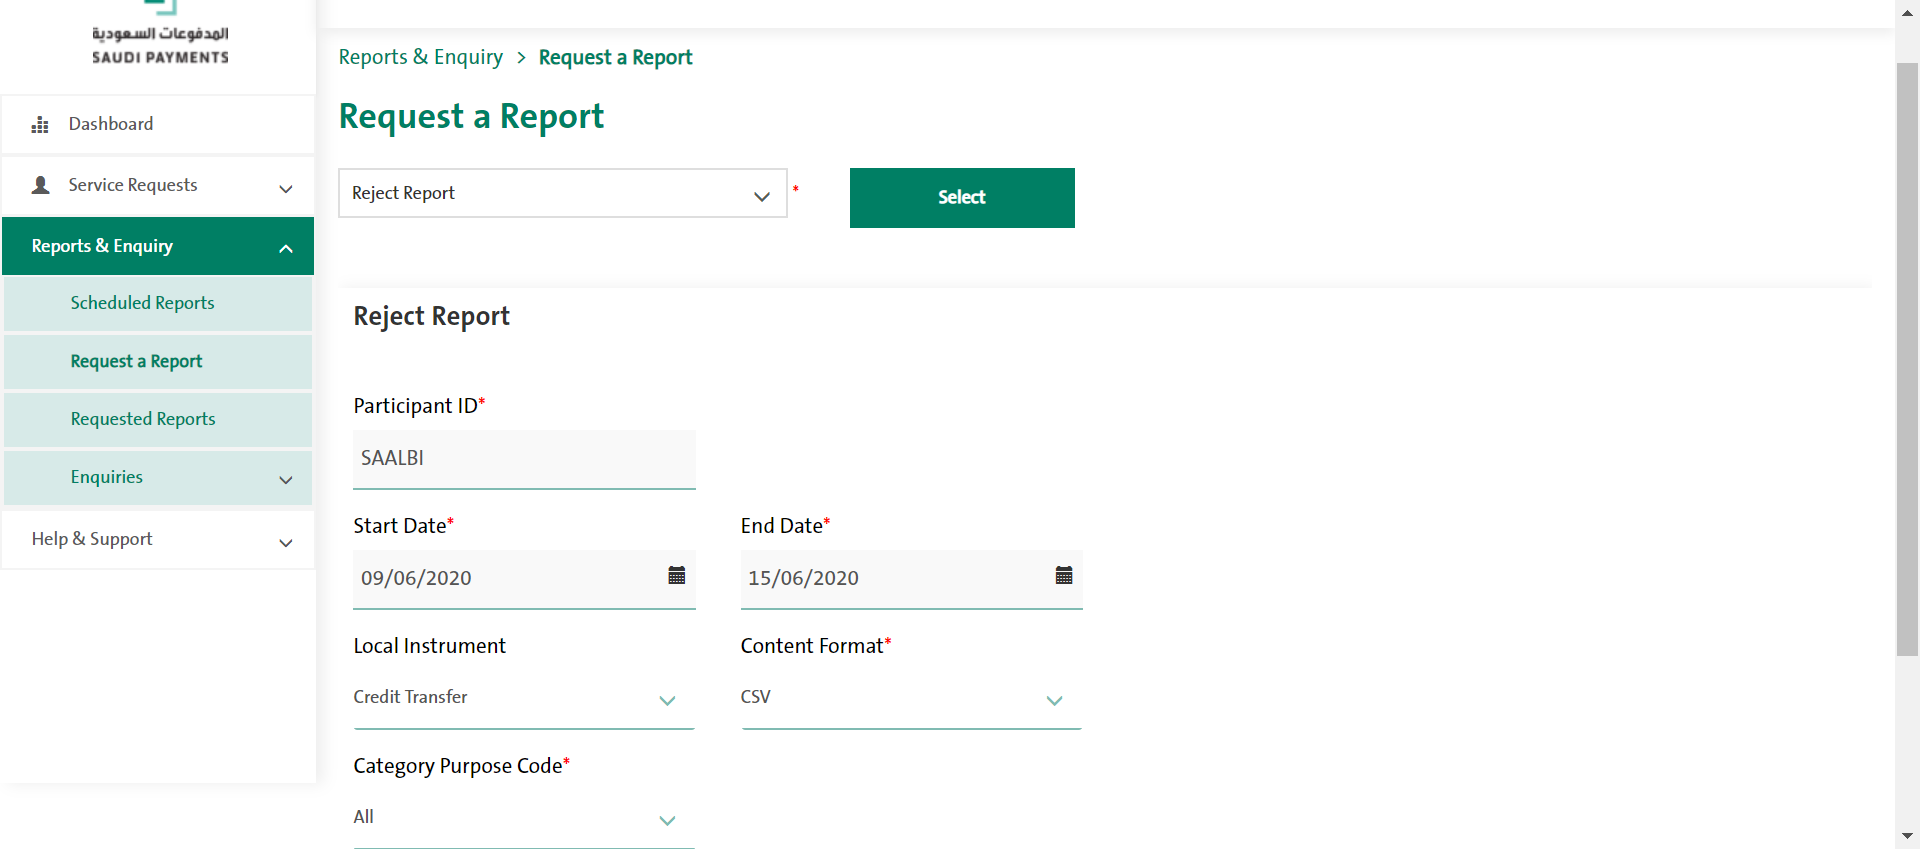 المدفوعات السعودية
SAUDI PAYMENTS
Dashboard
Service Requests
Reports & Enquiry
Scheduled Reports
Request a Report
Requested Reports
Enquiries
Help & Support
Reports & Enquiry > Request a Report
Request a Report
Reject Report *
Select
Reject Report
Participant ID*
SAALBI
Start Date* End Date*
09/06/2020 15/06/2020
Local Instrument Content Format*
Credit Transfer CSV
Category Purpose Code*
All